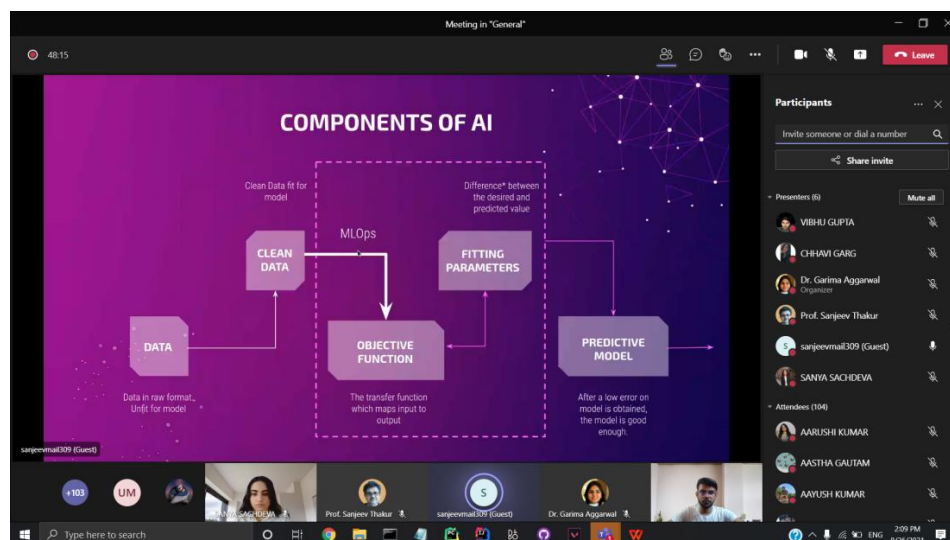 Meeting in "General"
48:15
Leave
COMPONENTS OF AI
Clean Data fit for
model
Difference* between
the desired and
predicted value
MLOps
CLEAN
DATA
FITTING
PARAMETERS
DATA
OBJECTIVE
FUNCTION
PREDICTIVE
MODEL
Data in raw format.,
Unfit for model
The transfer function
which maps input to
output
After a low error on
model is obtained,
the model is good
enough.
sanjeevmail309 (Guest)
Participants
Invite someone or dial a number
Share invite
Presenters (6)
Mute all
VIBHU GUPTA
CHHAVI GARG
Dr. Garima Aggarwal
Organizer
Prof. Sanjeev Thakur
S
sanjeevmail309 (Guest)
SANYA SACHDEVA
Attendees (104)
AARUSHI KUMAR
AASTHA GAUTAM
AAYUSH KUMAR
+103
UM
SANYA SACHDEVA
Prof. Sanjeev Thakur
S
sanjeevmail309 (Guest)
Dr. Garima Aggarwal
Type here to search
ENG
2:09 PM